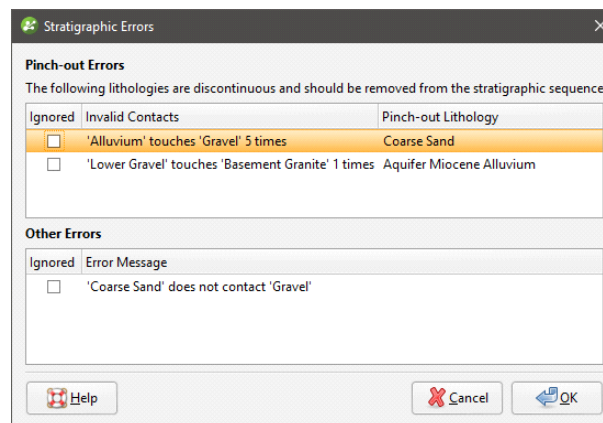 Stratigraphic Errors
Pinch-out Errors
The following lithologies are discontinuous and should be removed from the stratigraphic sequence
Ignored Invalid Contacts Pinch-out Lithology
'Alluvium' touches 'Gravel' 5 times Coarse Sand
'Lower Gravel' touches 'Basement Granite' 1 times Aquifer Miocene Alluvium
Other Errors
Ignored Error Message
'Coarse Sand' does not contact 'Gravel'
Help Cancel OK